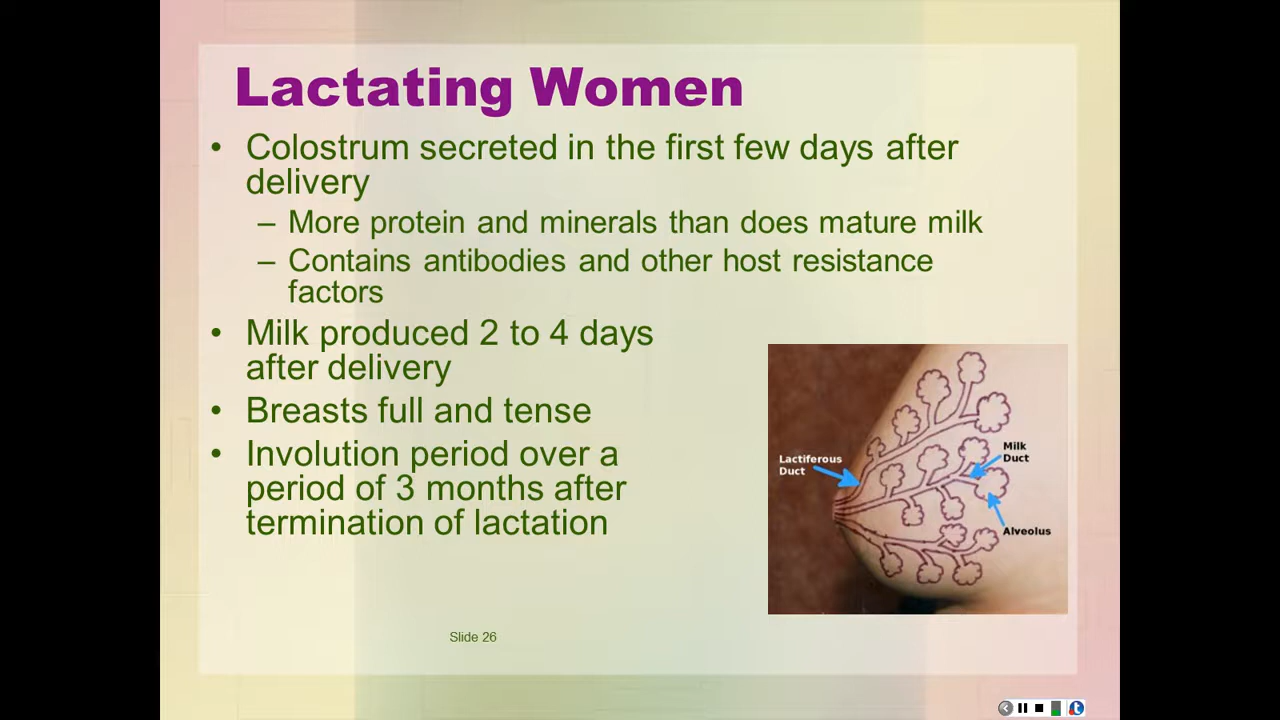 Lactating Women
• Colostrum secreted in the first few days after
delivery
– More protein and minerals than does mature milk
– Contains antibodies and other host resistance
factors
• Milk produced 2 to 4 days
after delivery
• Breasts full and tense
• Involution period over a
period of 3 months after
termination of lactation
Lactiferous
Duct
Milk
Duct
Alveolus
Slide 26